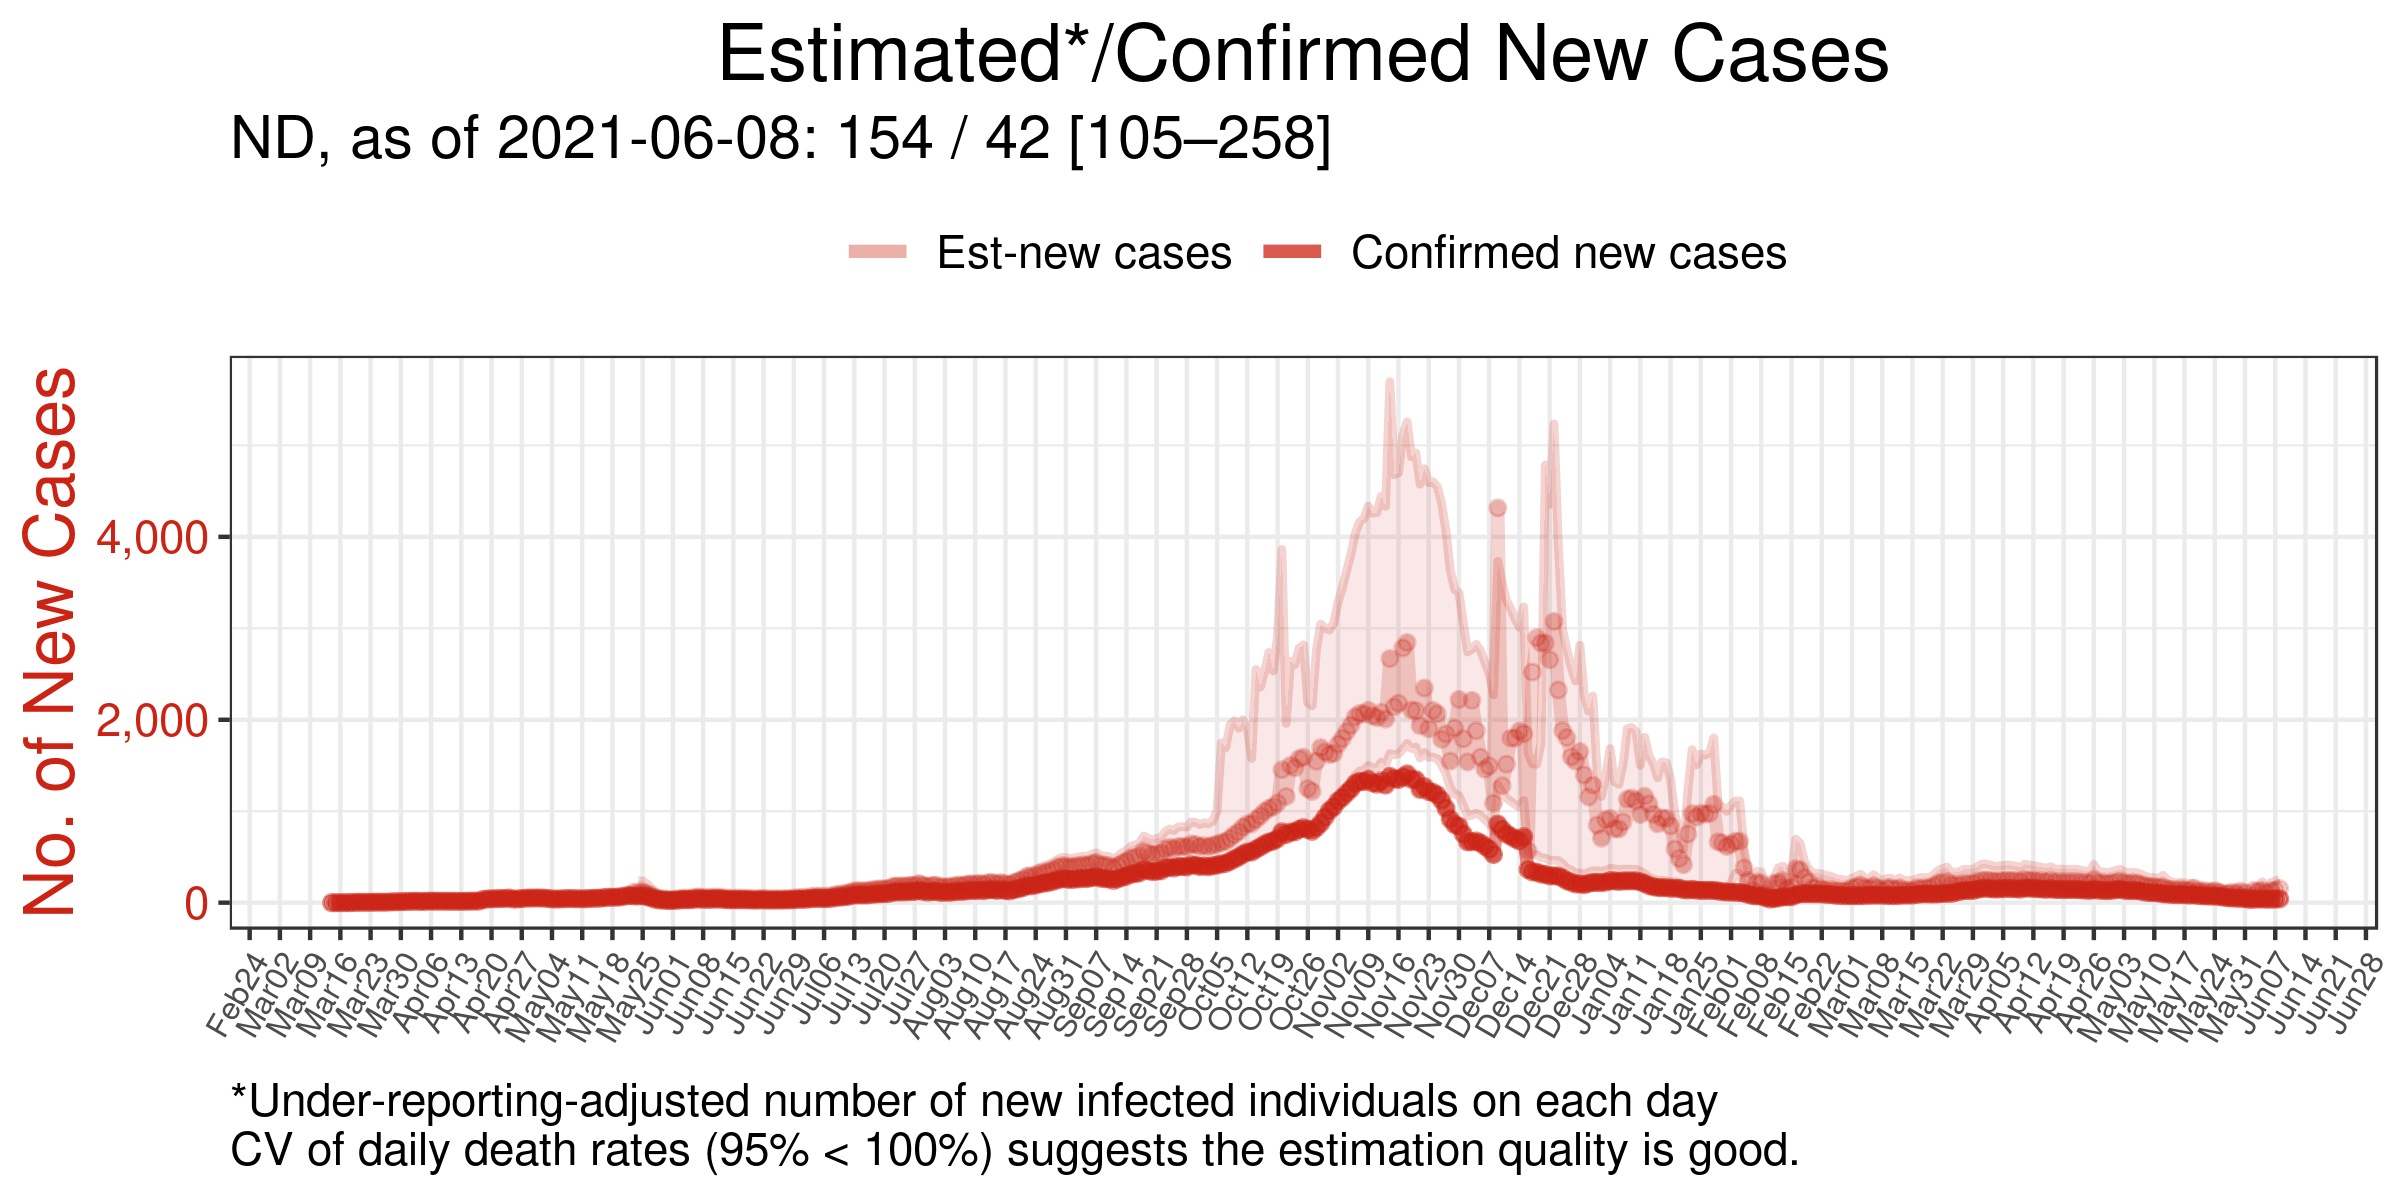 Estimated*/Confirmed New Cases
ND, as of 2021-06-08: 154 / 42 [105–258]
Est-new cases Confirmed new cases
No. of New Cases
4,000
2,000
0
Feb24 Mar02 Mar09 Mar16 Mar23 Mar30 Apr06 Apr13 Apr20 Apr27 May04 May11 May18 May25 Jun01 Jun08 Jun15 Jun22 Jun29 Jul06 Jul13 Jul20 Jul27 Aug03 Aug10 Aug17 Aug24 Aug31 Sep07 Sep14 Sep21 Sep28 Oct05 Oct12 Oct19 Oct26 Nov02 Nov09 Nov16 Nov23 Nov30 Dec07 Dec14 Dec21 Dec28 Jan04 Jan11 Jan18 Jan25 Feb01 Feb08 Feb15 Feb22 Mar01 Mar08 Mar15 Mar22 Mar29 Apr05 Apr12 Apr19 Apr26 May03 May10 May17 May24 May31 Jun07 Jun14 Jun21 Jun28
*Under-reporting-adjusted number of new infected individuals on each day
CV of daily death rates (95% < 100%) suggests the estimation quality is good.